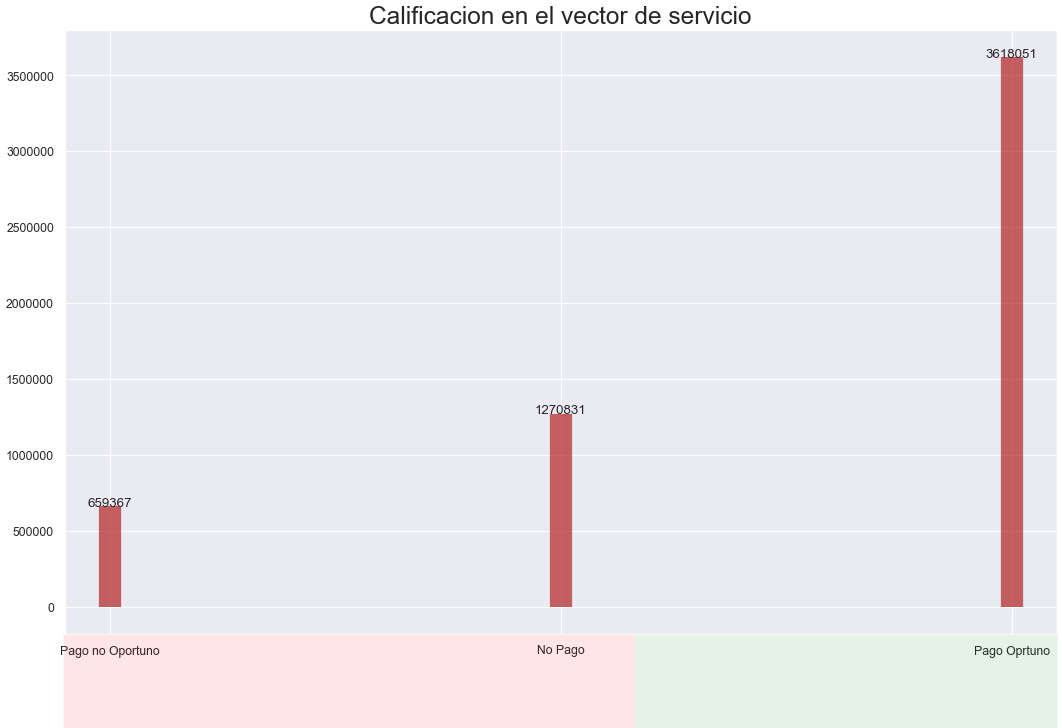 Calificacion en el vector de servicio
3618051
3500000
3000000
2500000
2000000
1500000
1270831
1000000
659367
500000
0
Pago no Oportuno
No Pago
Pago Oprtuno